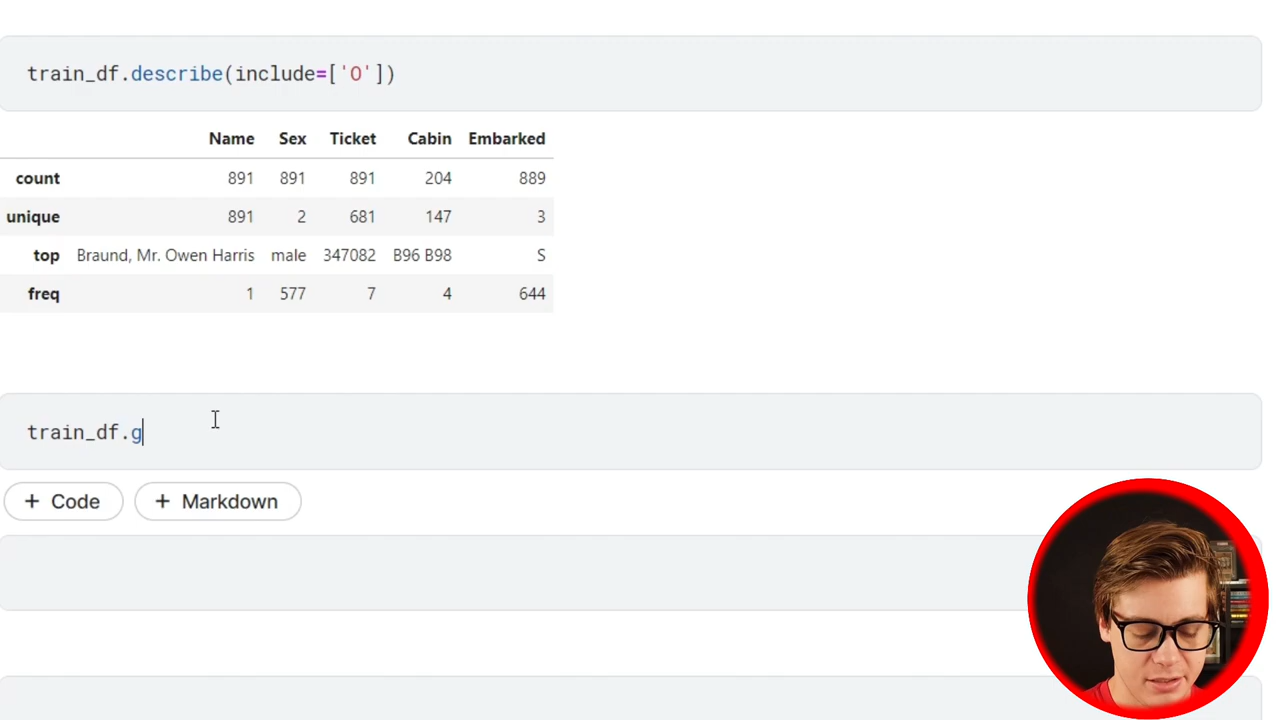 train_df.describe(include=['O'])
Name Sex Ticket Cabin Embarked
count 891 891 891 204 889
unique 891 2 681 147 3
top Braund, Mr. Owen Harris male 347082 B96 B98 S
freq 1 577 7 4 644
train_df.g
+ Code + Markdown